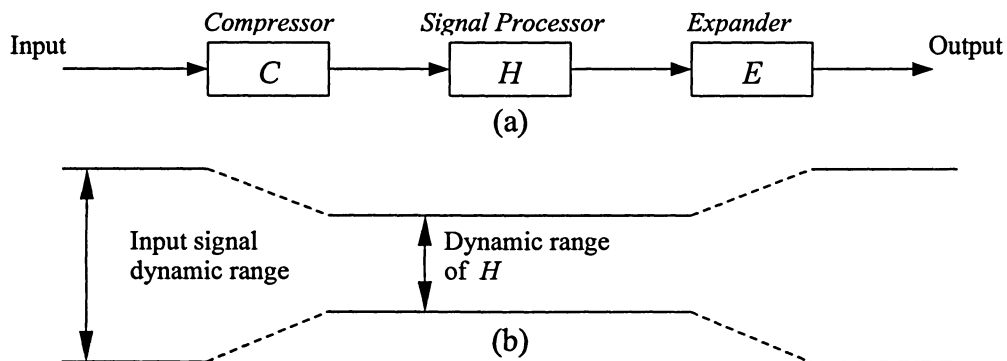 Compressor Signal Processor Expander
Input Output
C H E
(a)
Input signal
dynamic range
Dynamic range
of H
(b)